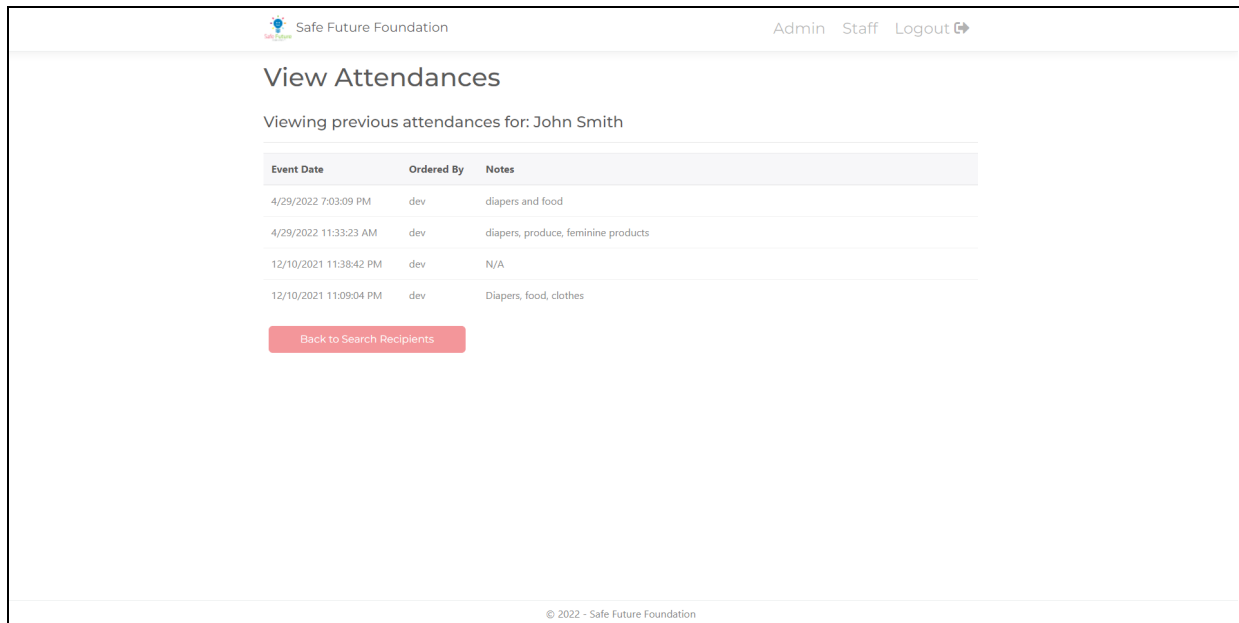 Safe Future Foundation Admin Staff Logout
View Attendances
Viewing previous attendances for: John Smith
Event Date Ordered By Notes
4/29/2022 7:03:09 PM dev diapers and food
4/29/2022 11:33:23 AM dev diapers, produce, feminine products
12/10/2021 11:38:42 PM dev N/A
12/10/2021 11:09:04 PM dev Diapers, food, clothes
Back to Search Recipients
© 2022 - Safe Future Foundation